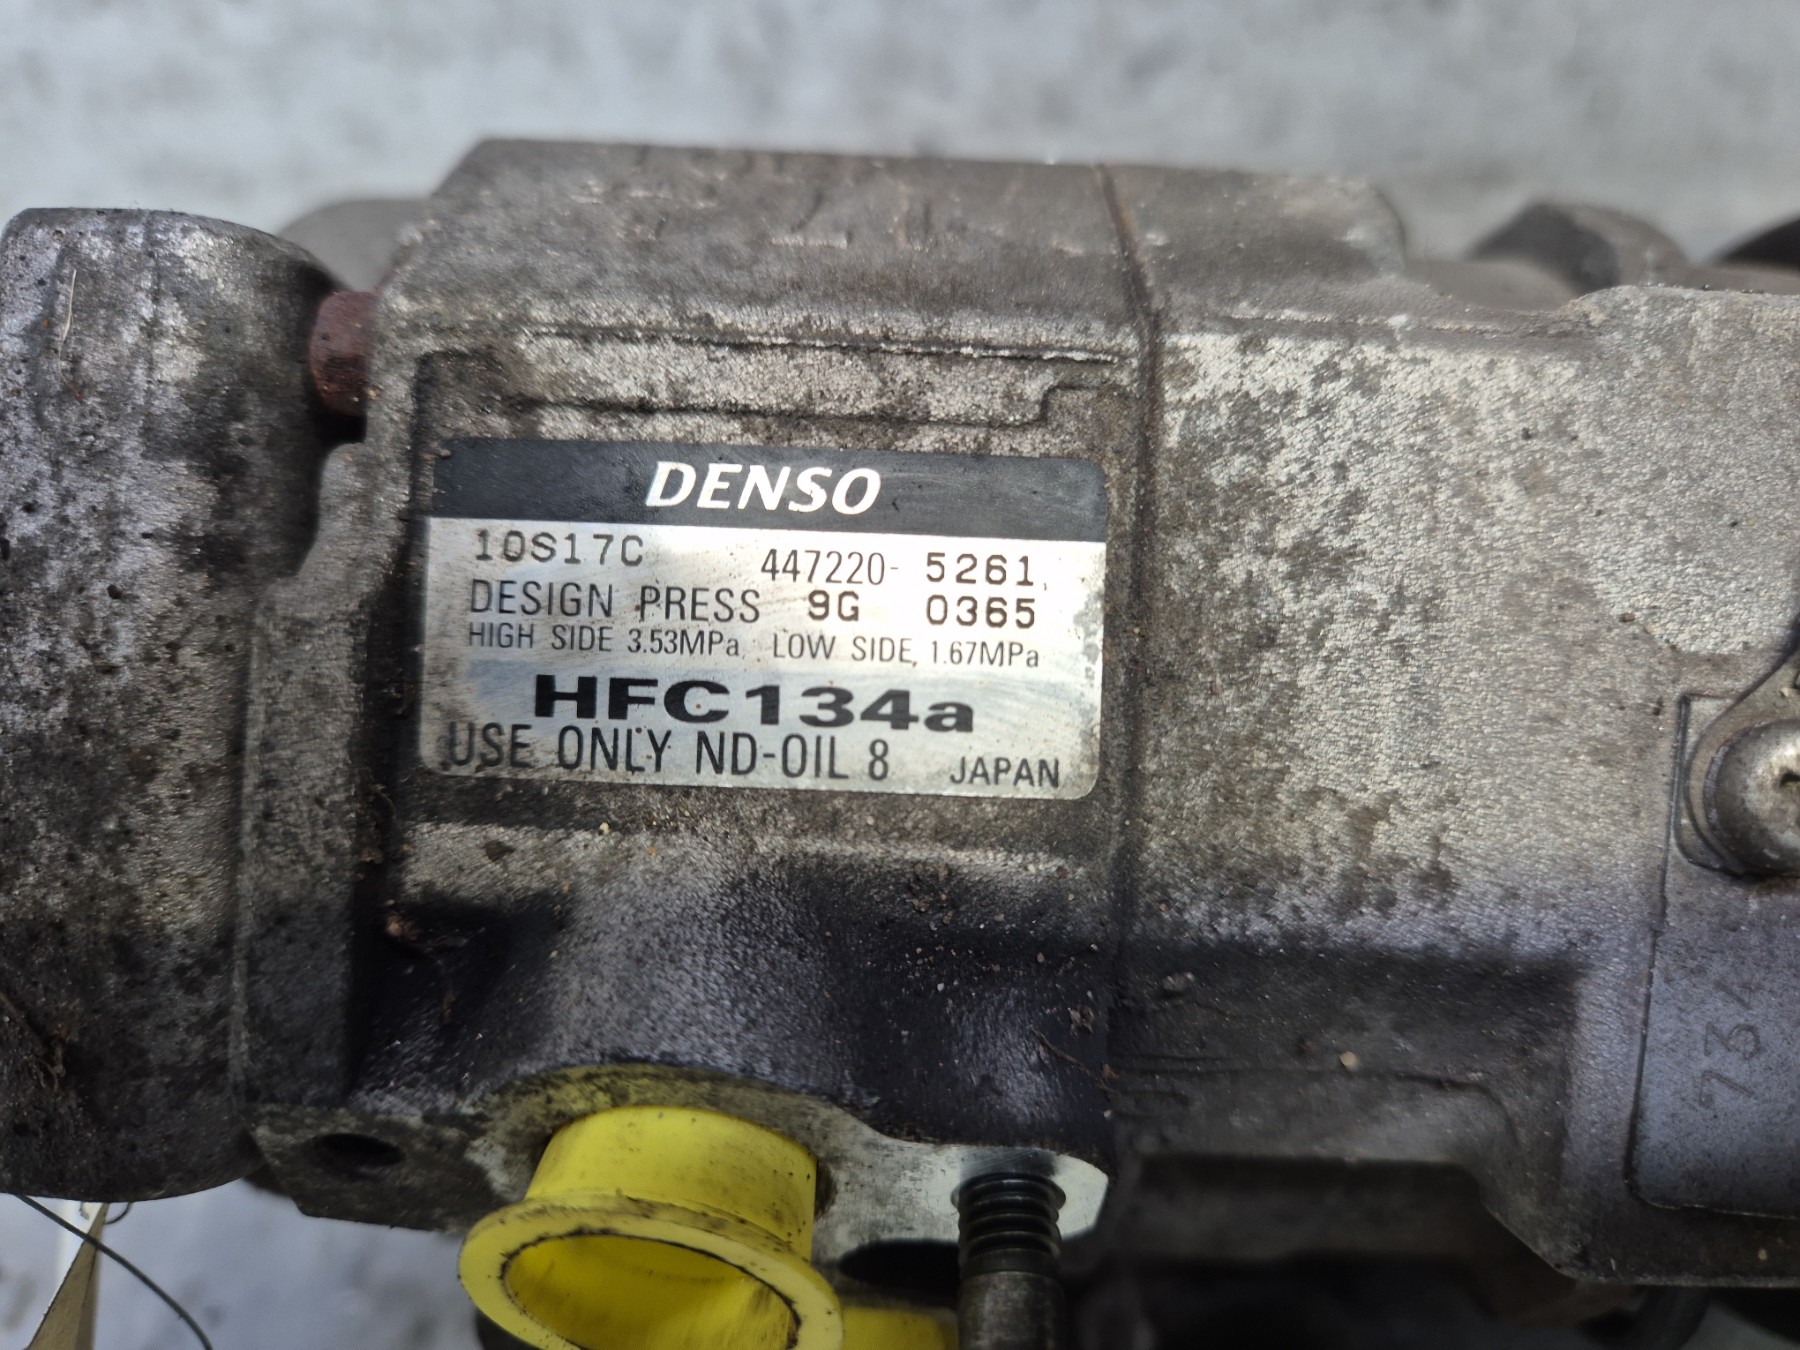 DENSO
10S17C 447220- 5261
DESIGN PRESS 9G 0365
HIGH SIDE 3.53MPa, LOW SIDE, 1.67MPa
HFC134a
USE ONLY ND-OIL 8 JAPAN